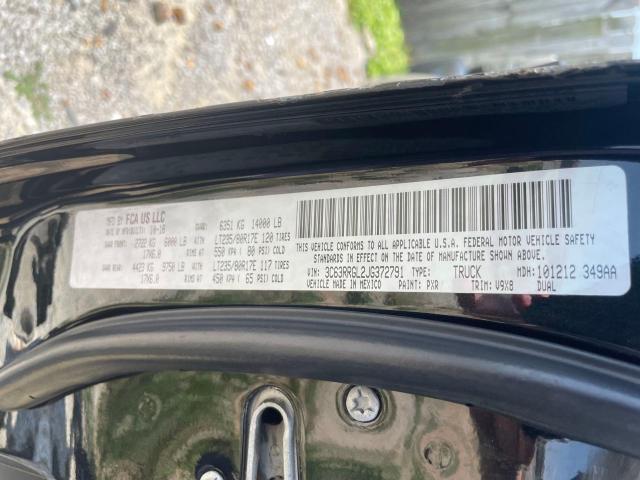 MFD BY FCA US LLC
DATE OF MFR/BUILT: 10-18 GVWR: 6351 KG 14000 LB
GAWR FRONT: 2722 KG 6000 LB WITH LT235/80R17E 120 TIRES
17X6.0 RIMS AT 550 KPA ( 80 PSI) COLD
GAWR REAR: 4423 KG 9750 LB WITH LT235/80R17E 117 TIRES
17X6.0 RIMS AT 450 KPA ( 65 PSI) COLD
THIS VEHICLE CONFORMS TO ALL APPLICABLE U.S.A. FEDERAL MOTOR VEHICLE SAFETY
STANDARDS IN EFFECT ON THE DATE OF MANUFACTURE SHOWN ABOVE.
VIN: 3C63RRGL2JG372791 TYPE: TRUCK MDH: 101212 349AA
VEHICLE MADE IN MEXICO PAINT: PXR TRIM: V9X8 DUAL